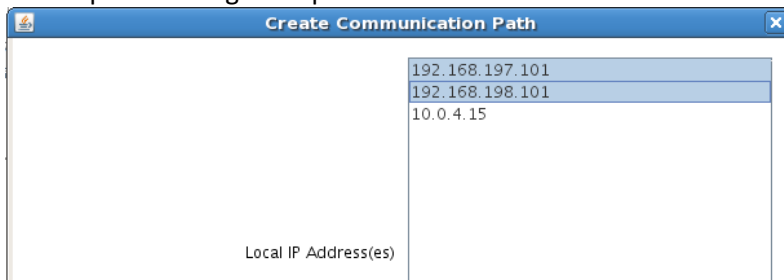 Create Communication Path
192.168.197.101
192.168.198.101
10.0.4.15
Local IP Address(es)